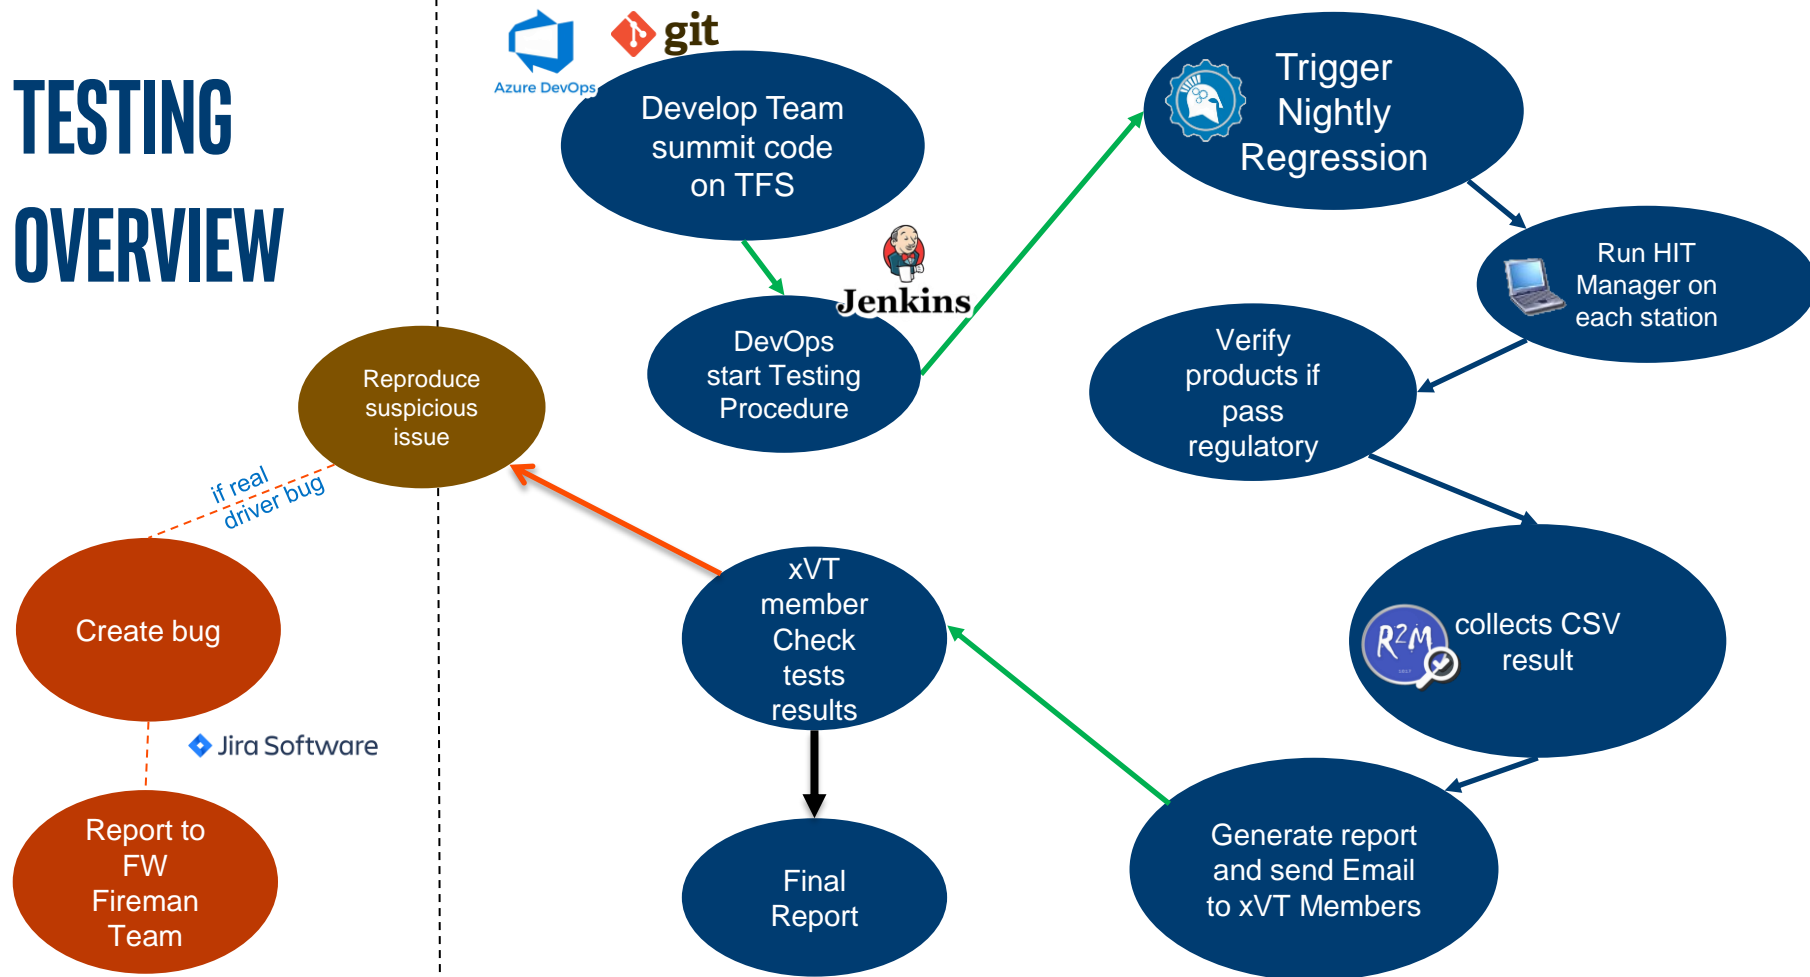 TESTING
OVERVIEW
Azure DevOps
git
Develop Team
summit code
on TFS
Jenkins
DevOps
start Testing
Procedure
Trigger
Nightly
Regression
Run HIT
Manager on
each station
Verify
products if
pass
regulatory
R2M
collects CSV
result
Generate report
and send Email
to xVT Members
xVT
member
Check
tests
results
Final
Report
Reproduce
suspicious
issue
if real
driver bug
Create bug
Jira Software
Report to
FW
Fireman
Team